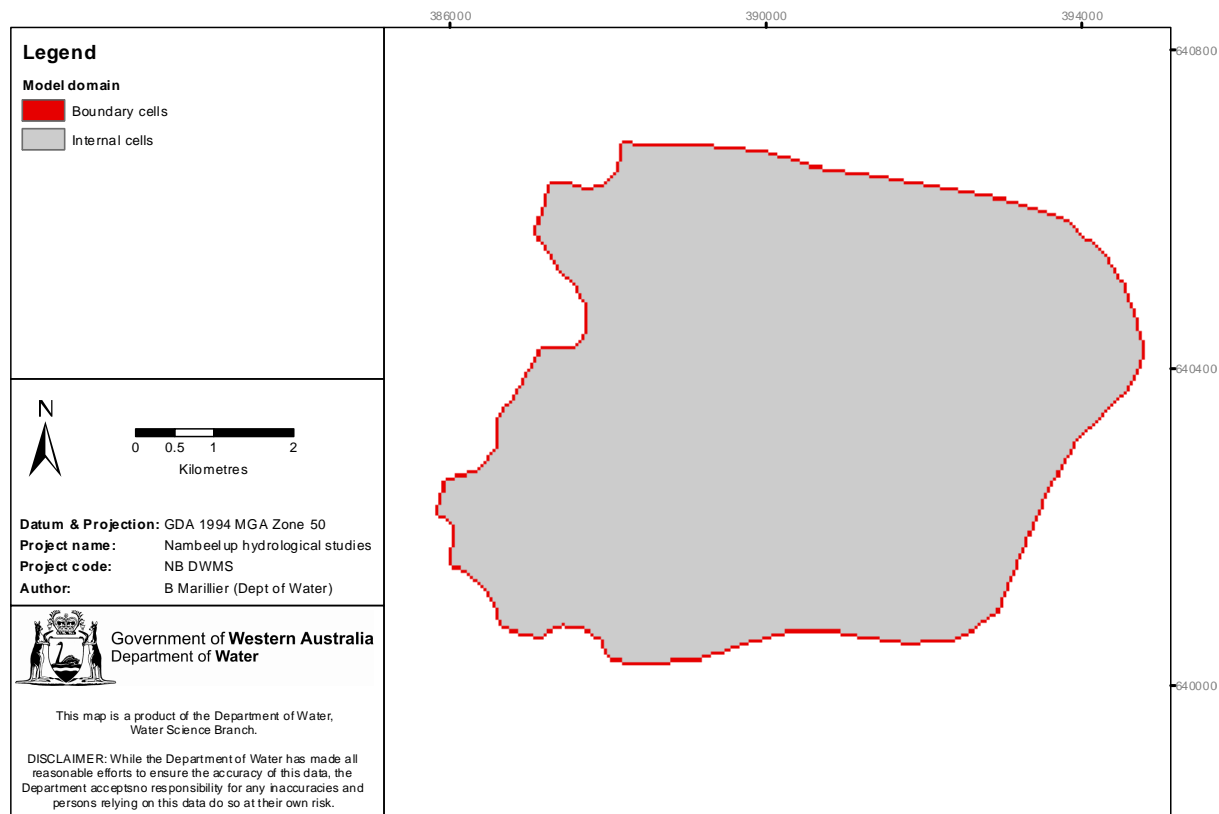 386000 390000 394000
Legend
Model domain
Boundary cells
Internal cells
640800
640400
640000
N
0 0.5 1 2
Kilometres
Datum & Projection: GDA 1994 MGA Zone 50
Project name: Nambeelup hydrological studies
Project code: NB DWMS
Author: B Marillier (Dept of Water)
Government of Western Australia
Department of Water
This map is a product of the Department of Water,
Water Science Branch.
DISCLAIMER: While the Department of Water has made all
reasonable efforts to ensure the accuracy of this data, the
Department acceptsno responsibility for any inaccuracies and
persons relying on this data do so at their own risk.